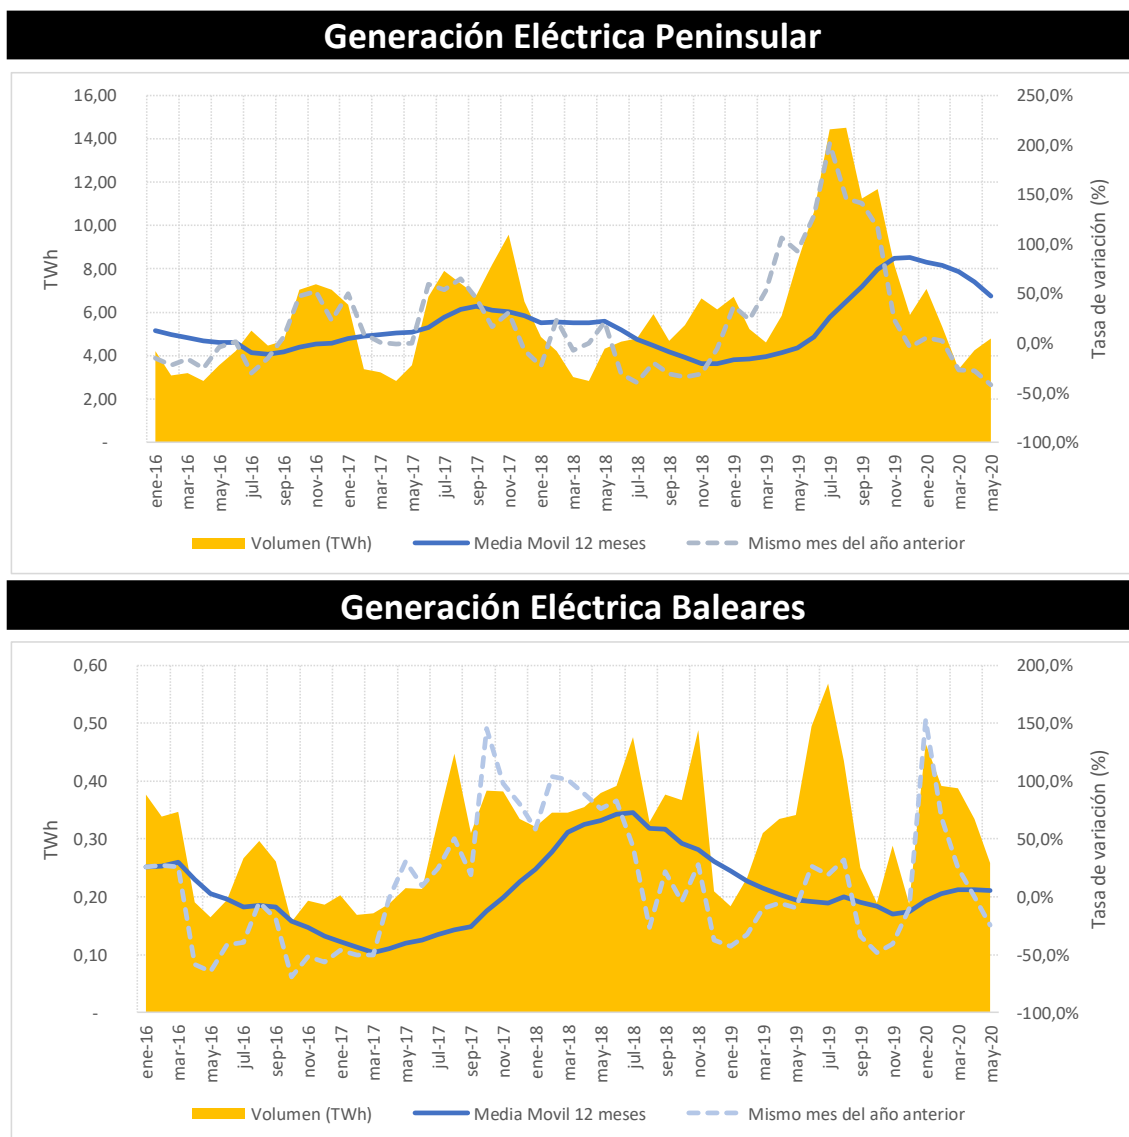 Generación Eléctrica Peninsular
TWh
16,00
14,00
12,00
10,00
8,00
6,00
4,00
2,00
-
250,0%
200,0%
150,0%
100,0%
50,0%
0,0%
-50,0%
-100,0%
Tasa de variación (%)
ene-16
mar-16
may-16
jul-16
sep-16
nov-16
ene-17
mar-17
may-17
jul-17
sep-17
nov-17
ene-18
mar-18
may-18
jul-18
sep-18
nov-18
ene-19
mar-19
may-19
jul-19
sep-19
nov-19
ene-20
mar-20
may-20
Volumen (TWh)
Media Movil 12 meses
Mismo mes del año anterior
Generación Eléctrica Baleares
TWh
0,60
0,50
0,40
0,30
0,20
0,10
-
200,0%
150,0%
100,0%
50,0%
0,0%
-50,0%
-100,0%
Tasa de variación (%)
ene-16
mar-16
may-16
jul-16
sep-16
nov-16
ene-17
mar-17
may-17
jul-17
sep-17
nov-17
ene-18
mar-18
may-18
jul-18
sep-18
nov-18
ene-19
mar-19
may-19
jul-19
sep-19
nov-19
ene-20
mar-20
may-20
Volumen (TWh)
Media Movil 12 meses
Mismo mes del año anterior